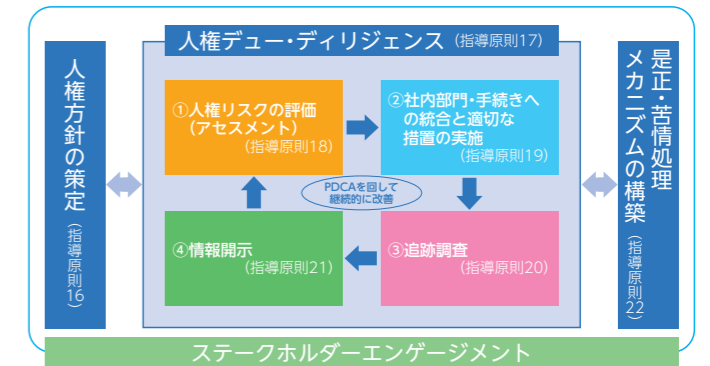 人権デュー・ディリジェンス（指導原則17）
人権方針の策定（指導原則16）
①人権リスクの評価
（アセスメント）
（指導原則18）
②社内部門・手続きへ
の統合と適切な
措置の実施
（指導原則19）
PDCAを回して
継続的に改善
③追跡調査
（指導原則20）
④情報開示
（指導原則21）
是正・苦情処理
メカニズムの構築（指導原則22）
ステークホルダーエンゲージメント